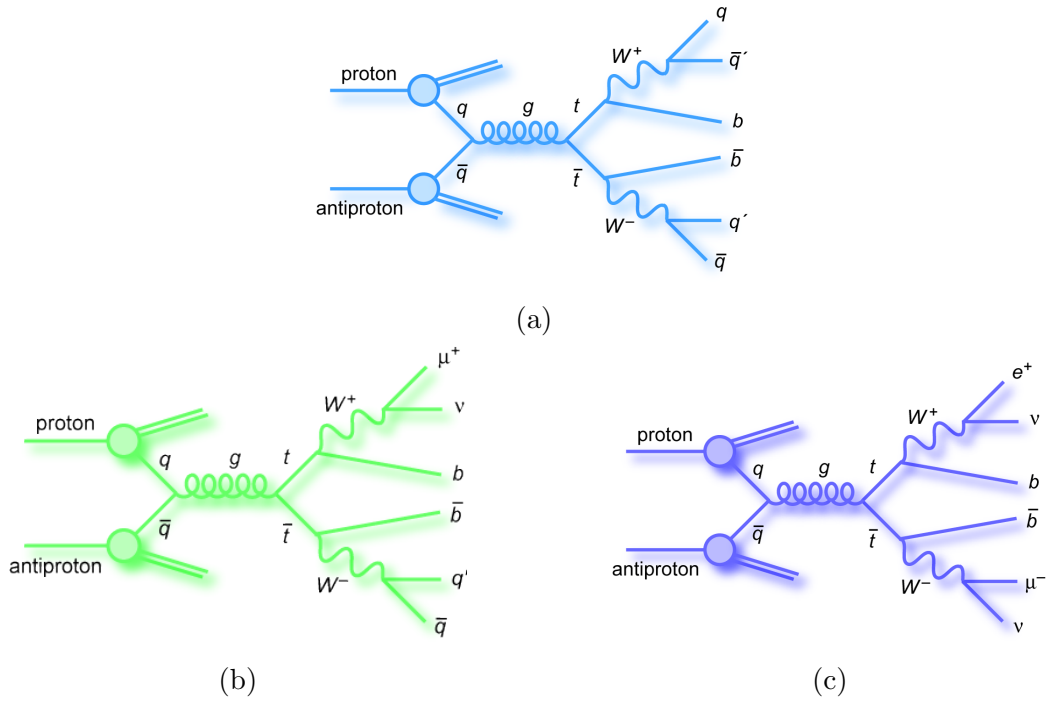 q
W⁺
q̄´
proton
q
g
t
b
q̄
t̄
b̄
antiproton
W⁻
q´
q̄
(a)
μ⁺
W⁺
ν
proton
q
g
t
b
q̄
t̄
b̄
antiproton
W⁻
q'
q̄
(b)
e⁺
W⁺
ν
proton
q
g
t
b
q̄
t̄
b̄
antiproton
W⁻
μ⁻
ν
(c)